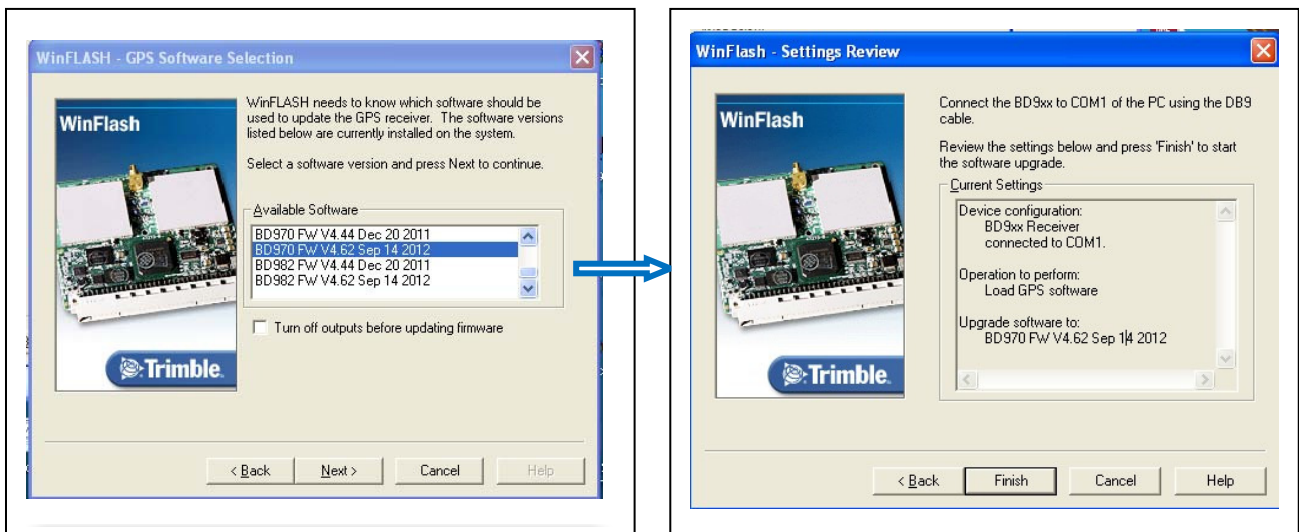 WinFLASH - GPS Software Selection
WinFlash
WinFLASH needs to know which software should be
used to update the GPS receiver. The software versions
listed below are currently installed on the system.
Select a software version and press Next to continue.
Available Software
BD970 FW V4.44 Dec 20 2011
BD970 FW V4.62 Sep 14 2012
BD982 FW V4.44 Dec 20 2011
BD982 FW V4.62 Sep 14 2012
Turn off outputs before updating firmware
Trimble.
< Back
Next >
Cancel
Help
WinFlash - Settings Review
WinFlash
Connect the BD9xx to COM1 of the PC using the DB9
cable.
Review the settings below and press 'Finish' to start
the software upgrade.
Current Settings
Device configuration:
BD9xx Receiver
connected to COM1.
Operation to perform:
Load GPS software
Upgrade software to:
BD970 FW V4.62 Sep 14 2012
Trimble.
< Back
Finish
Cancel
Help